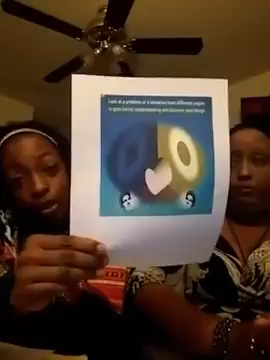 Look at a problem or a situation from different angles
to gain better understanding and discover new things